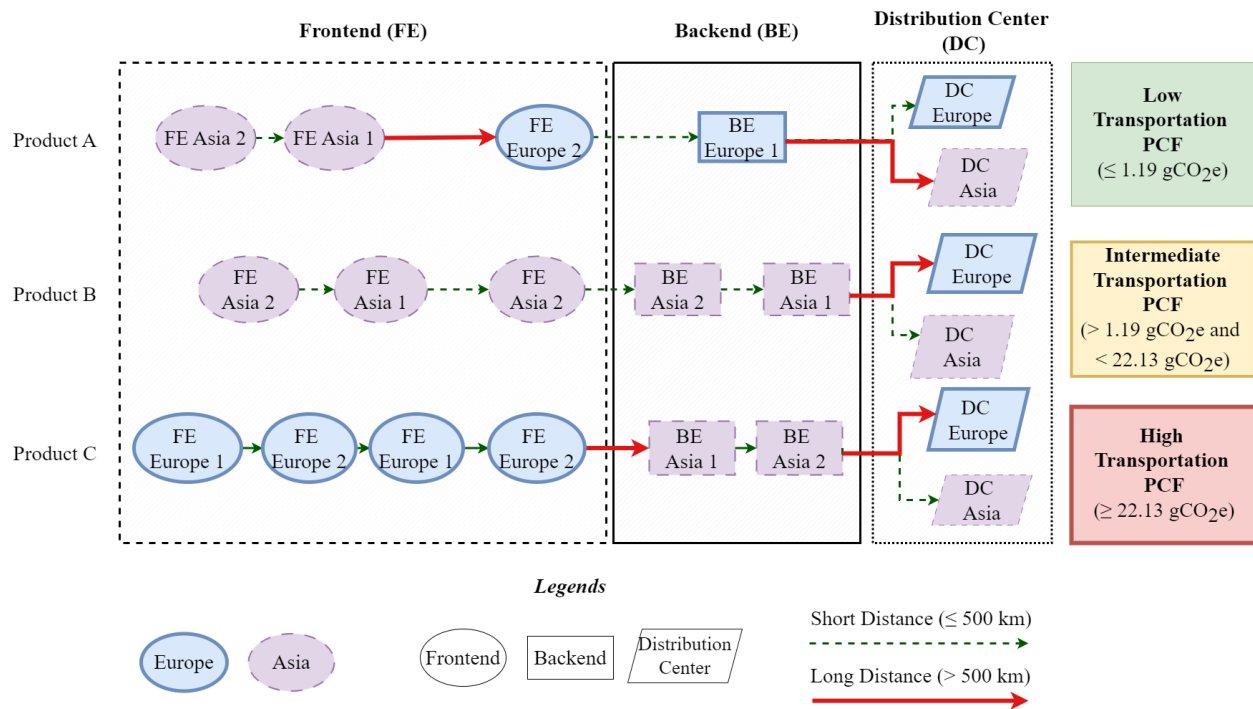 Frontend (FE)
Backend (BE)
Distribution Center
(DC)
Product A
FE Asia 2
FE Asia 1
FE
Europe 2
BE
Europe 1
DC
Europe
DC
Asia
Low
Transportation
PCF
(≤ 1.19 gCO2e)
Product B
FE
Asia 2
FE
Asia 1
FE
Asia 2
BE
Asia 2
BE
Asia 1
DC
Europe
DC
Asia
Intermediate
Transportation
PCF
(> 1.19 gCO2e and
< 22.13 gCO2e)
Product C
FE
Europe 1
FE
Europe 2
FE
Europe 1
FE
Europe 2
BE
Asia 1
BE
Asia 2
DC
Europe
DC
Asia
High
Transportation
PCF
(≥ 22.13 gCO2e)
Legends
Europe
Asia
Frontend
Backend
Distribution
Center
Short Distance (≤ 500 km)
Long Distance (> 500 km)